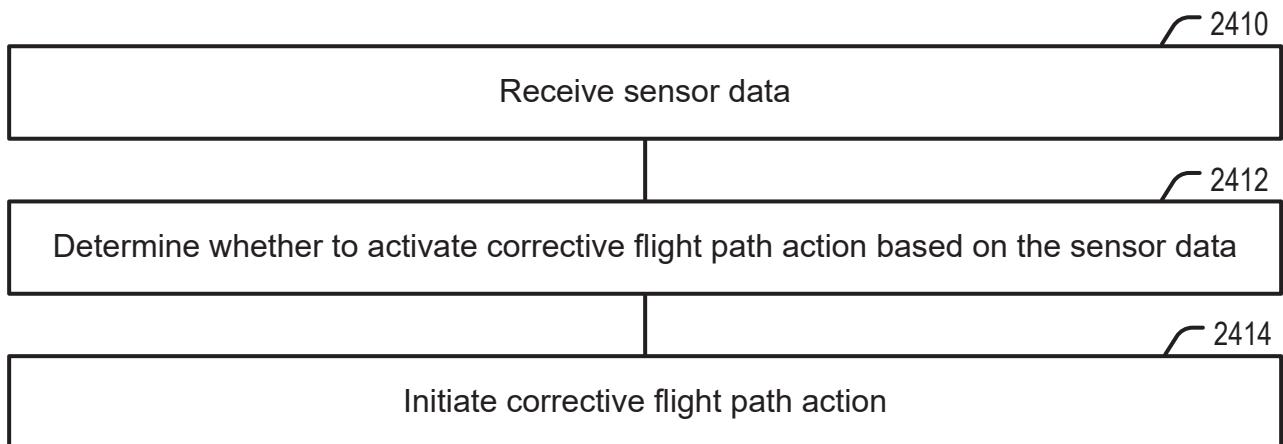 2410
Receive sensor data
2412
Determine whether to activate corrective flight path action based on the sensor data
2414
Initiate corrective flight path action